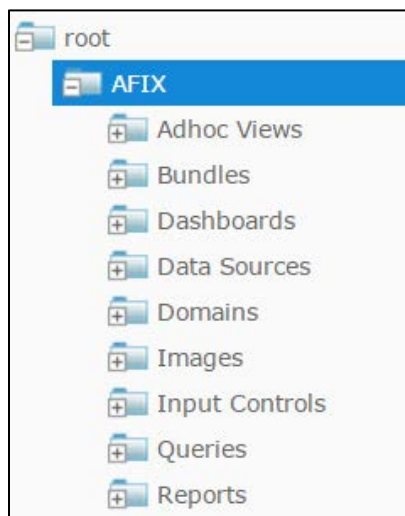 root
AFIX
Adhoc Views
Bundles
Dashboards
Data Sources
Domains
Images
Input Controls
Queries
Reports